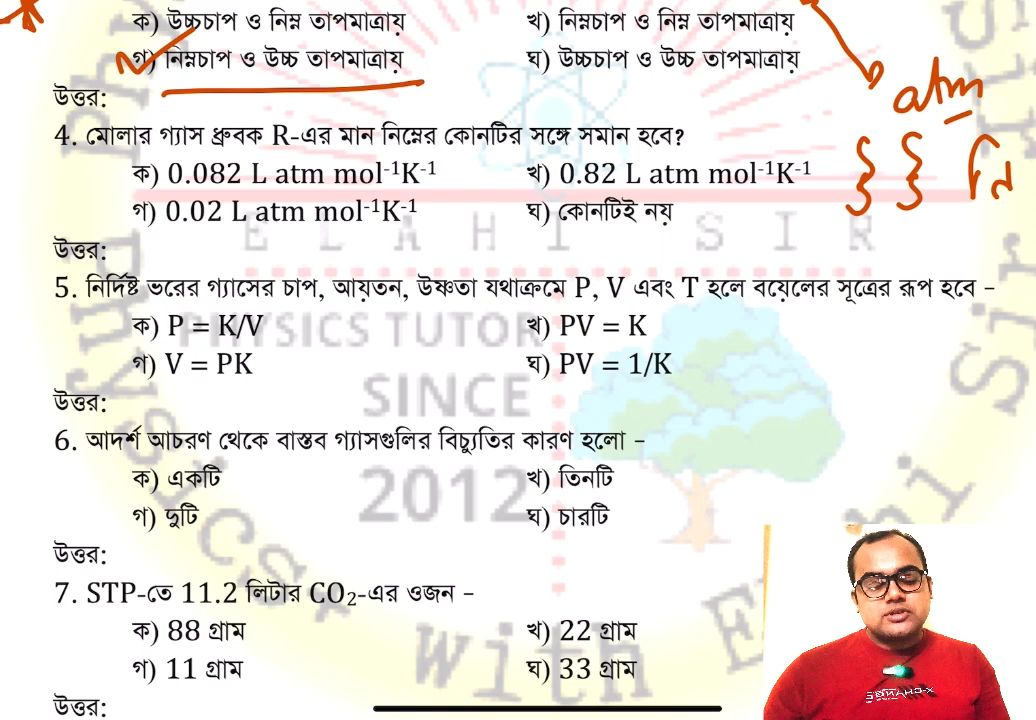 ক) উচ্চচাপ ও নিম্ন তাপমাত্রায় খ) নিম্নচাপ ও নিম্ন তাপমাত্রায়
গ) নিম্নচাপ ও উচ্চ তাপমাত্রায় ঘ) উচ্চচাপ ও উচ্চ তাপমাত্রায়
atm
উত্তর:
4. মোলার গ্যাস ধ্রুবক R-এর মান নিম্নের কোনটির সঙ্গে সমান হবে?
ক) 0.082 L atm mol⁻¹K⁻¹ খ) 0.82 L atm mol⁻¹K⁻¹
গ) 0.02 L atm mol⁻¹K⁻¹ ঘ) কোনটিই নয়
ELAHI SIR
উত্তর:
5. নির্দিষ্ট ভরের গ্যাসের চাপ, আয়তন, উষ্ণতা যথাক্রমে P, V এবং T হলে বয়েলের সূত্রের রূপ হবে –
ক) P = K/V খ) PV = K
PHYSICS TUTOR
গ) V = PK ঘ) PV = 1/K
SINCE
উত্তর:
6. আদর্শ আচরণ থেকে বাস্তব গ্যাসগুলির বিচ্যুতির কারণ হলো –
ক) একটি খ) তিনটি
2012
গ) দুটি ঘ) চারটি
উত্তর:
7. STP-তে 11.2 লিটার CO₂-এর ওজন –
ক) 88 গ্রাম খ) 22 গ্রাম
গ) 11 গ্রাম ঘ) 33 গ্রাম
উত্তর: